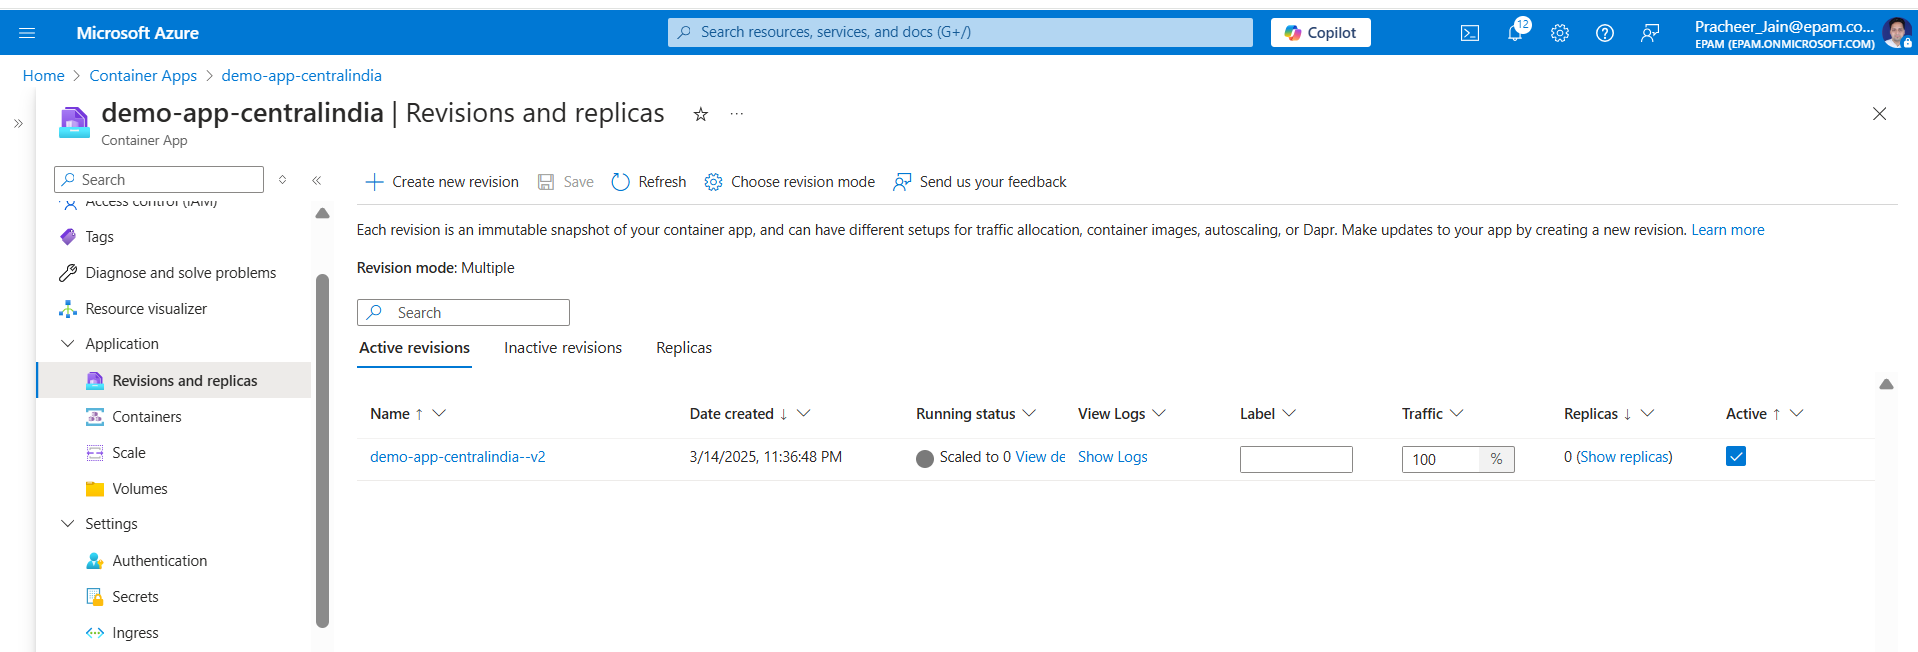 Microsoft Azure
Search resources, services, and docs (G+/)
Copilot
12
Pracheer_Jain@epam.co...
EPAM (EPAM.ONMICROSOFT.COM)
Home > Container Apps > demo-app-centralindia
demo-app-centralindia | Revisions and replicas
Container App
Search
Create new revision
Save
Refresh
Choose revision mode
Send us your feedback
Access control (IAM)
Tags
Diagnose and solve problems
Resource visualizer
Application
Revisions and replicas
Containers
Scale
Volumes
Settings
Authentication
Secrets
Ingress
Each revision is an immutable snapshot of your container app, and can have different setups for traffic allocation, container images, autoscaling, or Dapr. Make updates to your app by creating a new revision. Learn more
Revision mode: Multiple
Search
Active revisions Inactive revisions Replicas
Name ↑ Date created ↓ Running status View Logs Label Traffic Replicas ↓ Active ↑
demo-app-centralindia--v2 3/14/2025, 11:36:48 PM Scaled to 0 View de Show Logs 100 % 0 (Show replicas)